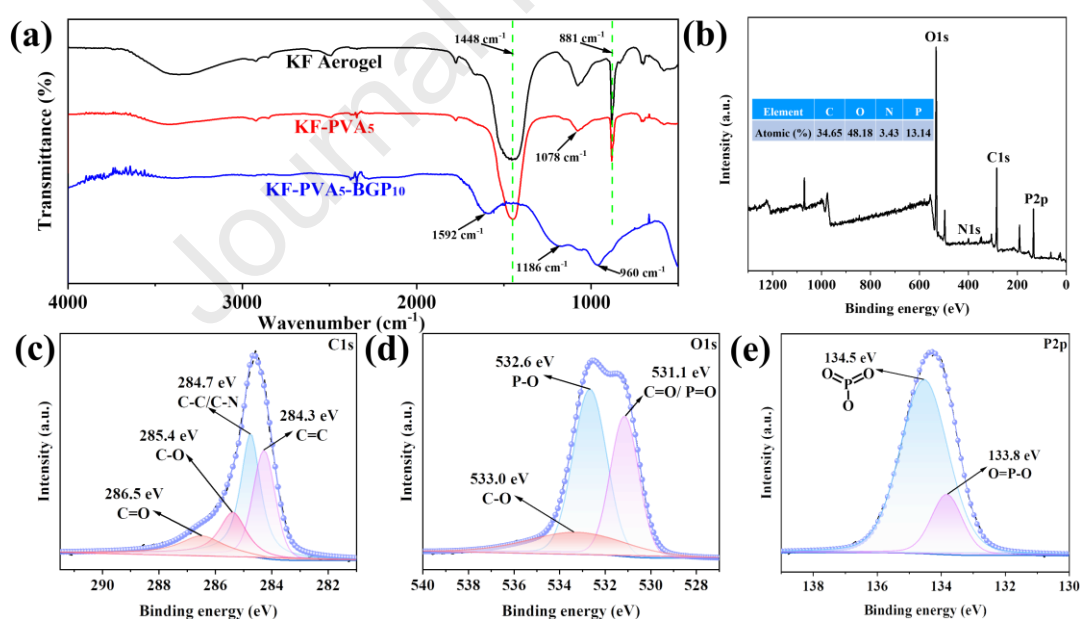 Journal
(a)
1448 cm⁻¹
881 cm⁻¹
KF Aerogel
KF-PVA₅
1078 cm⁻¹
KF-PVA₅-BGP₁₀
1592 cm⁻¹
1186 cm⁻¹
960 cm⁻¹
Transmittance (%)
4000 3000 2000 1000
Wavenumber (cm⁻¹)
(b)
O1s
Element C O N P
Atomic (%) 34.65 48.18 3.43 13.14
C1s
P2p
N1s
Intensity (a.u.)
1200 1000 800 600 400 200 0
Binding energy (eV)
(c)
C1s
284.7 eV
C-C/C-N
284.3 eV
C=C
285.4 eV
C-O
286.5 eV
C=O
Intensity (a.u.)
290 288 286 284 282
Binding energy (eV)
(d)
O1s
532.6 eV
P-O
531.1 eV
C=O/ P=O
533.0 eV
C-O
Intensity (a.u.)
540 538 536 534 532 530 528
Binding energy (eV)
(e)
P2p
134.5 eV
O=P=O
O
133.8 eV
O=P-O
Intensity (a.u.)
138 136 134 132 130
Binding energy (eV)